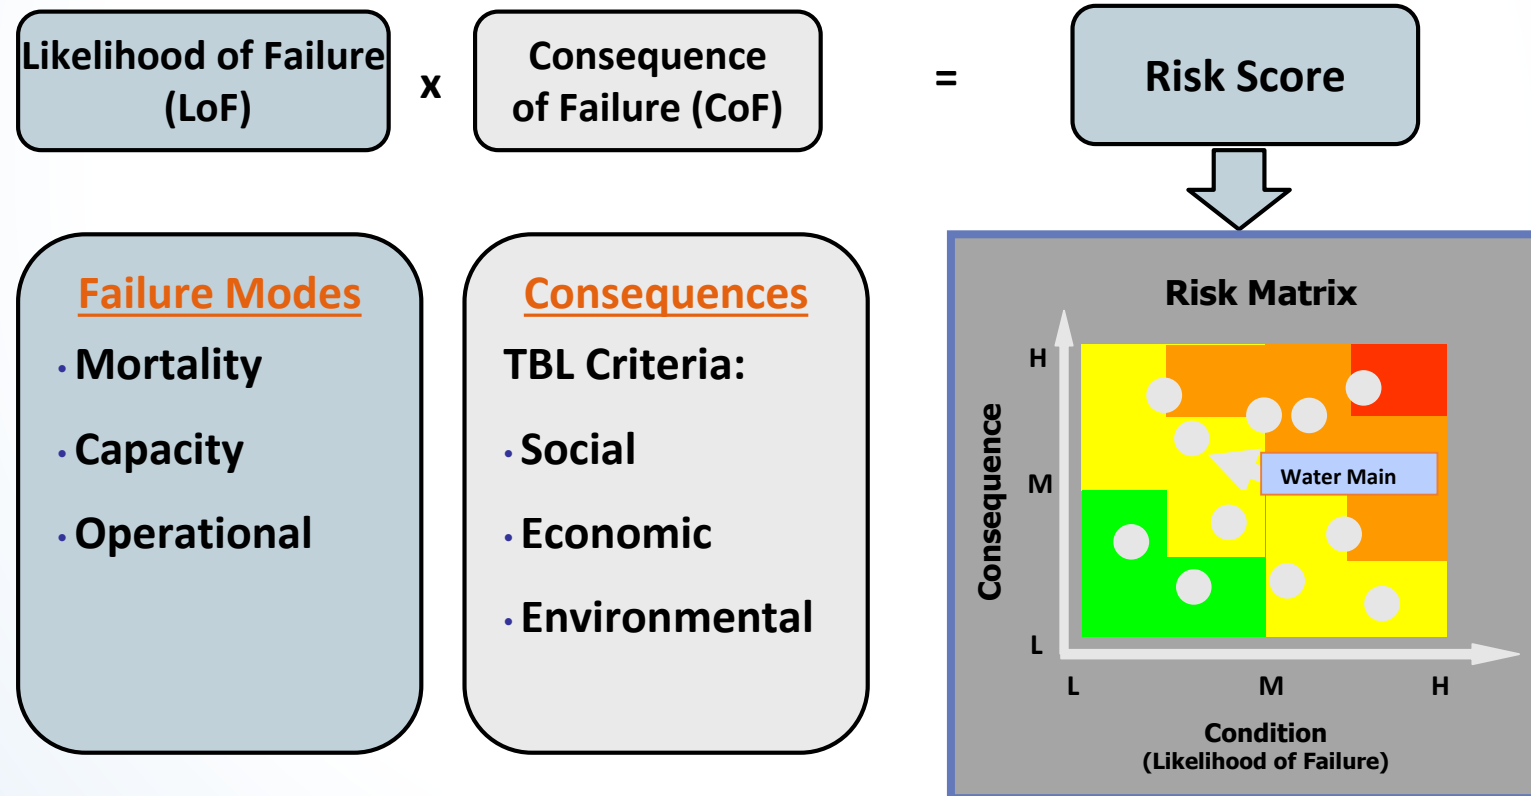 Likelihood of Failure
(LoF)
x
Consequence
of Failure (CoF)
=
Risk Score
Failure Modes
• Mortality
• Capacity
• Operational
Consequences
TBL Criteria:
• Social
• Economic
• Environmental
Risk Matrix
H
M
L
Consequence
Water Main
L M H
Condition
(Likelihood of Failure)